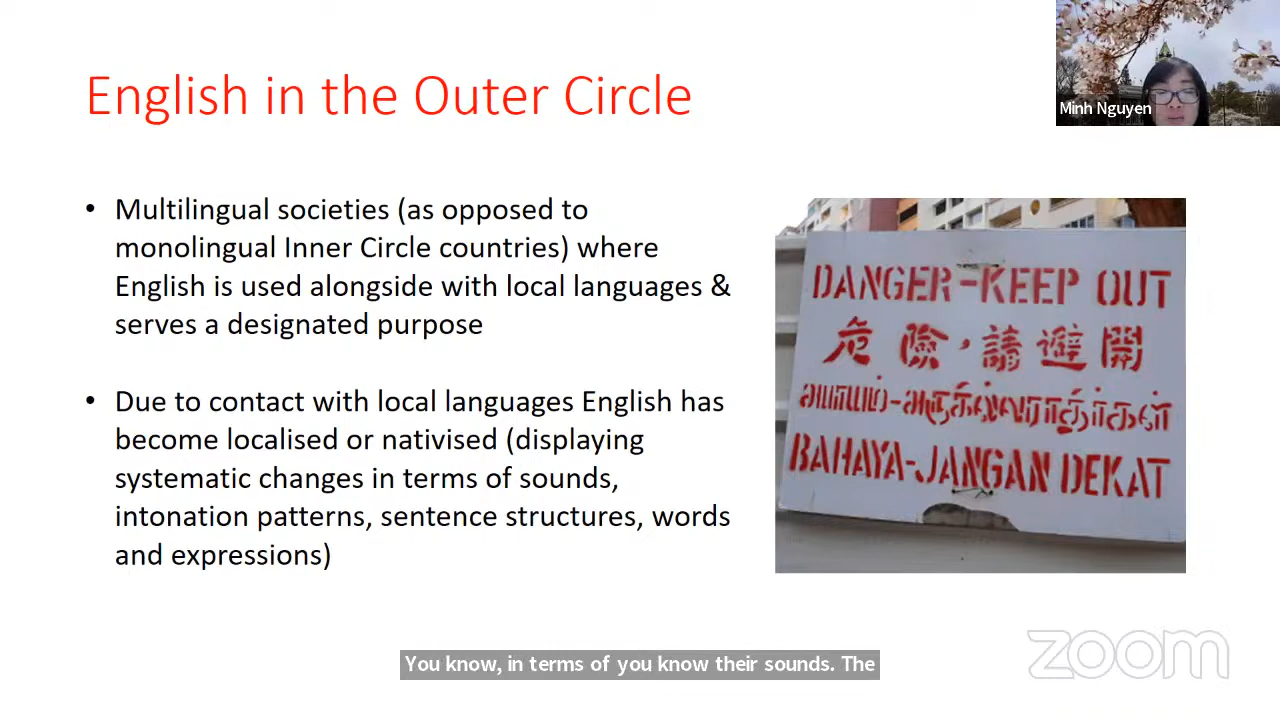 English in the Outer Circle
Minh Nguyen
• Multilingual societies (as opposed to
monolingual Inner Circle countries) where
English is used alongside with local languages &
serves a designated purpose
• Due to contact with local languages English has
become localised or nativised (displaying
systematic changes in terms of sounds,
intonation patterns, sentence structures, words
and expressions)
DANGER-KEEP OUT
危險,請避開
BAHAYA-JANGAN DEKAT
You know, in terms of you know their sounds. The
zoom